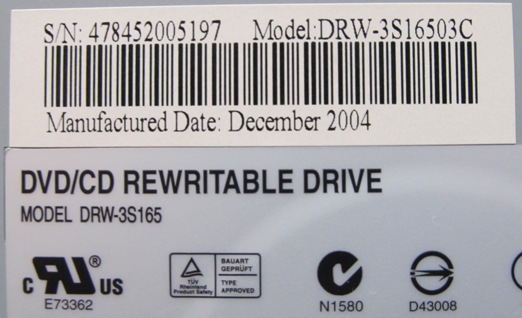 S/N: 478452005197 Model:DRW-3S16503C
Manufactured Date: December 2004
DVD/CD REWRITABLE DRIVE
MODEL DRW-3S165
C RU ® US
E73362
TÜV
Rheinland
Product Safety
BAUART
GEPRÜFT
TYPE
APPROVED
N1580
D43008